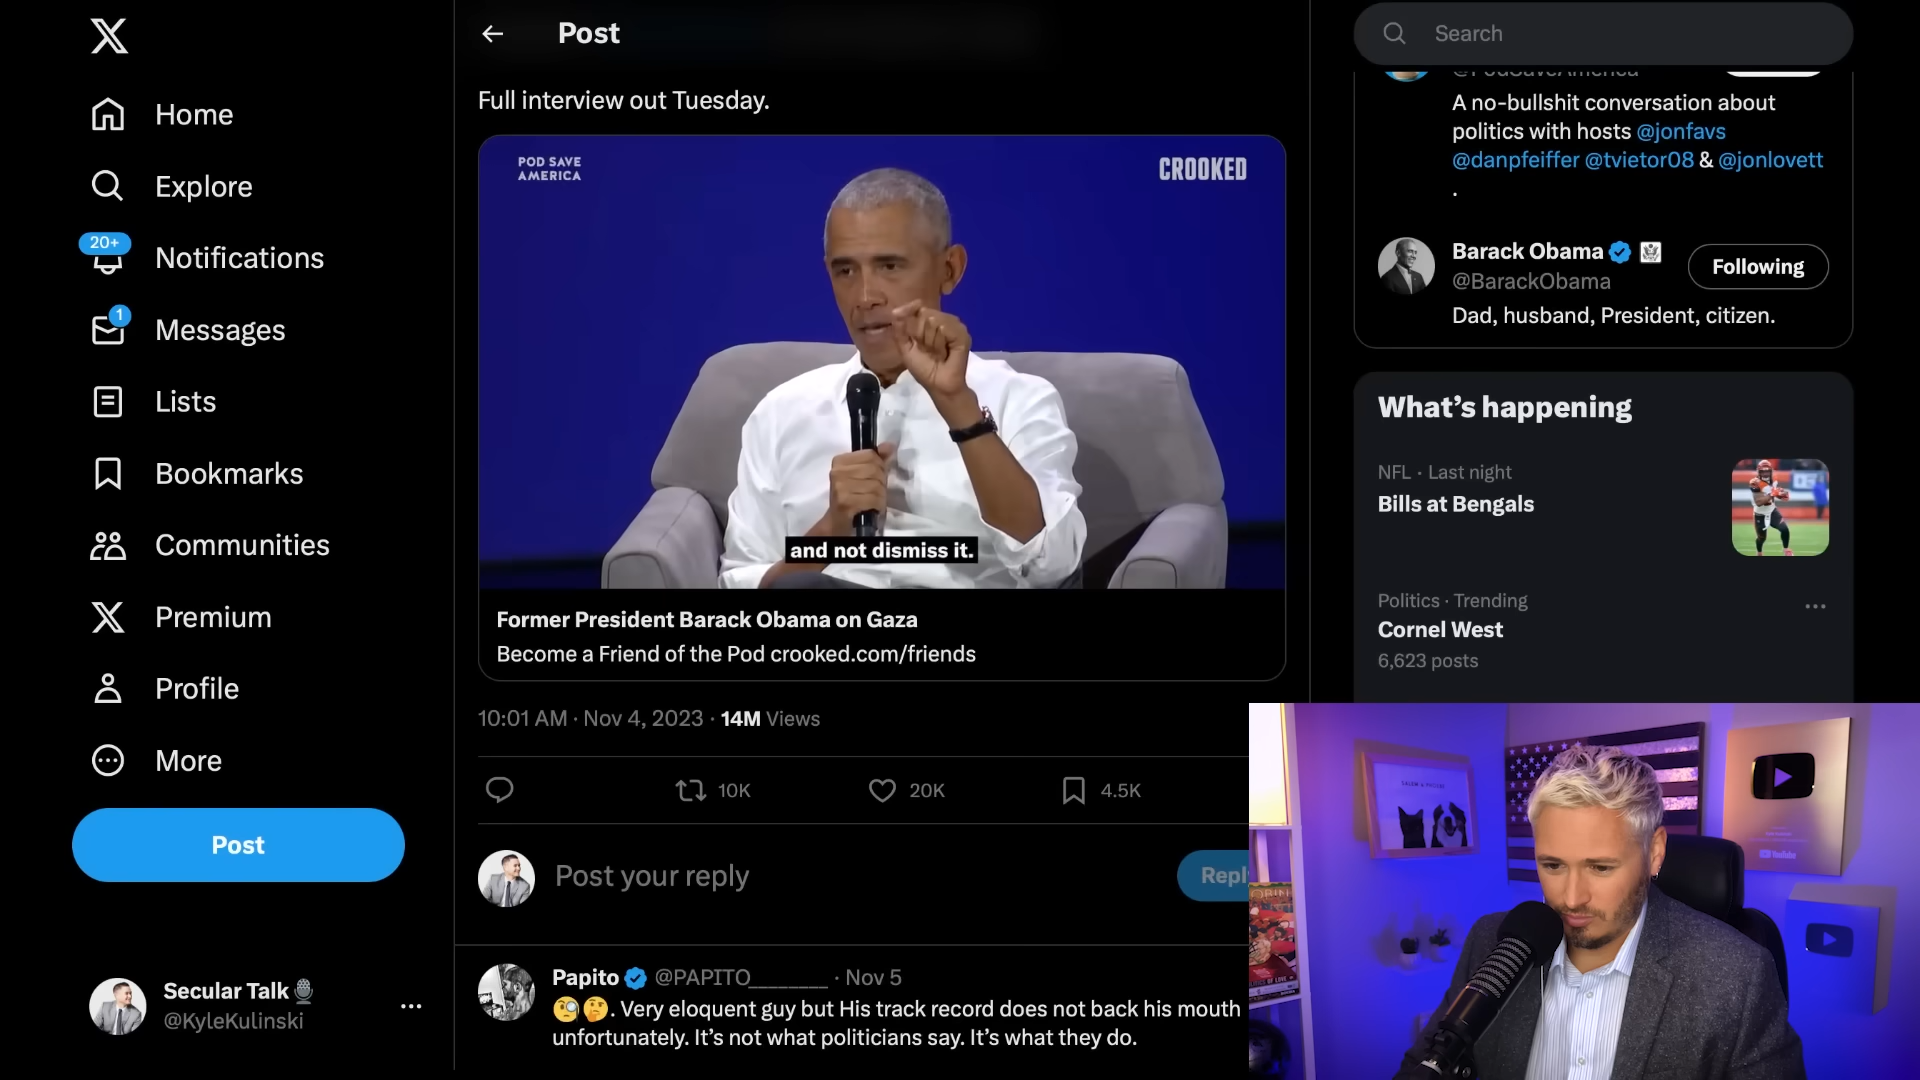 Home
Explore
20+
Notifications
1
Messages
Lists
Bookmarks
Communities
Premium
Profile
More
Post
Secular Talk
@KyleKulinski
Post
Full interview out Tuesday.
POD SAVE
AMERICA
CROOKED
and not dismiss it.
Former President Barack Obama on Gaza
Become a Friend of the Pod crooked.com/friends
10:01 AM · Nov 4, 2023 · 14M Views
10K
20K
4.5K
Post your reply
Papito @PAPITO________ · Nov 5
🧐🤔. Very eloquent guy but His track record does not back his mouth
unfortunately. It's not what politicians say. It's what they do.
Search
@PodSaveAmerica
A no-bullshit conversation about
politics with hosts @jonfavs
@danpfeiffer @tvietor08 & @jonlovett
.
Barack Obama
@BarackObama
Following
Dad, husband, President, citizen.
What's happening
NFL · Last night
Bills at Bengals
Politics · Trending
Cornel West
6,623 posts
YouTube